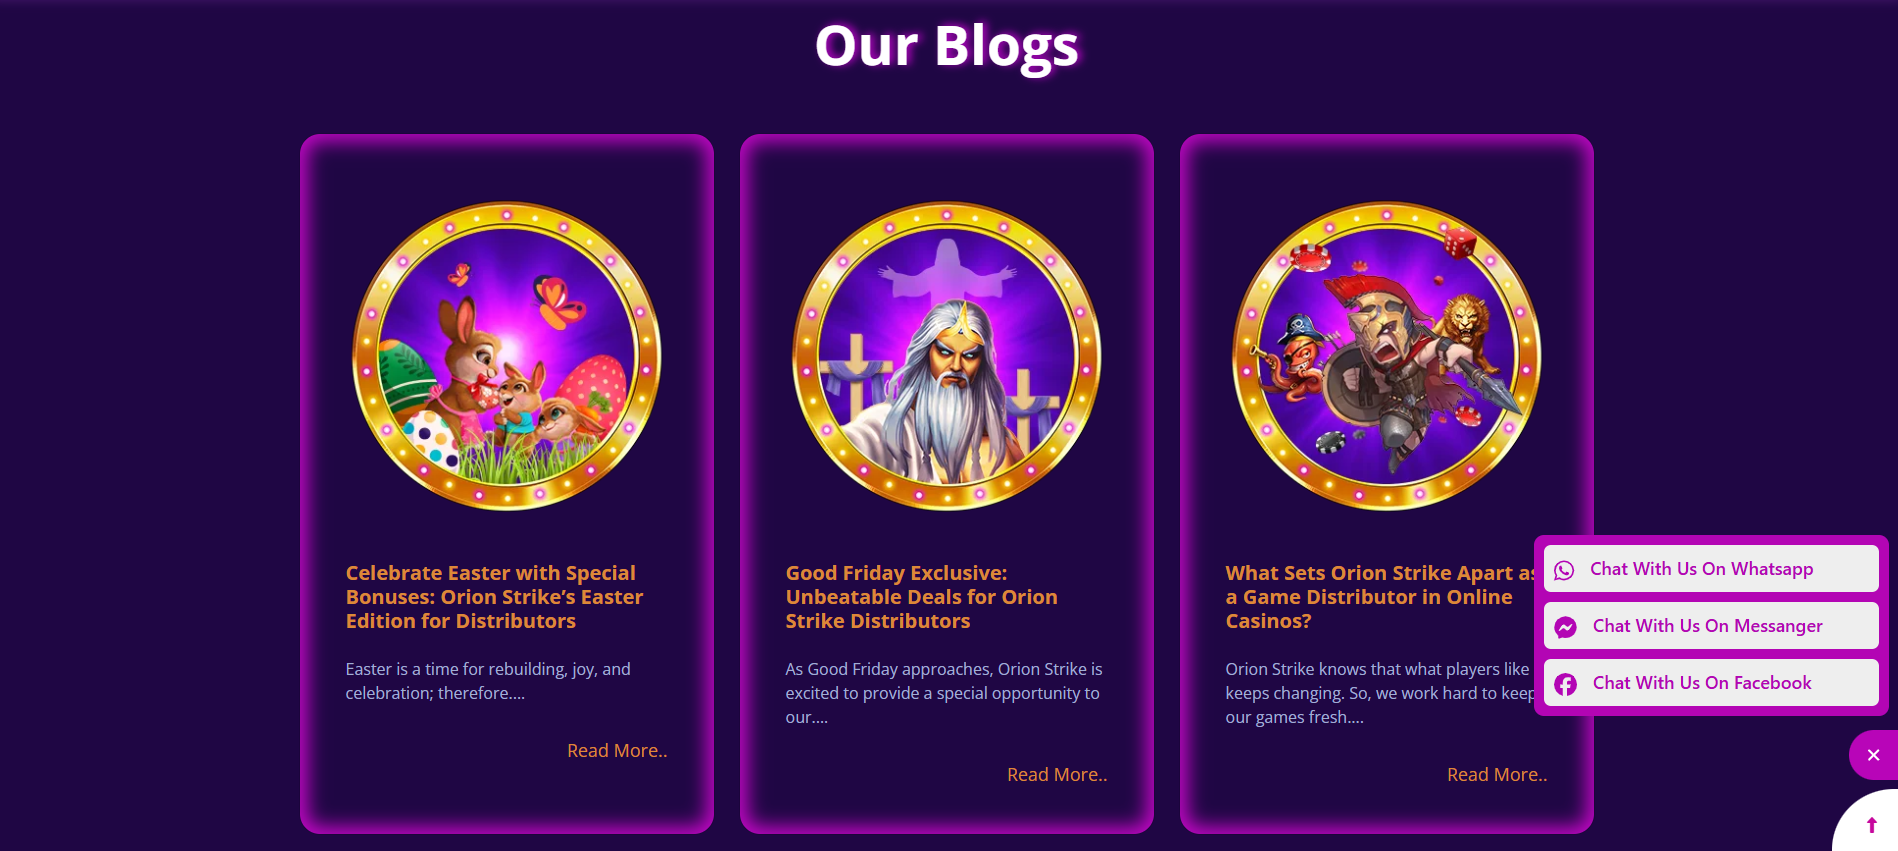 Our Blogs
Celebrate Easter with Special
Bonuses: Orion Strike’s Easter
Edition for Distributors
Easter is a time for rebuilding, joy, and
celebration; therefore....
Read More..
Good Friday Exclusive:
Unbeatable Deals for Orion
Strike Distributors
As Good Friday approaches, Orion Strike is
excited to provide a special opportunity to
our....
Read More..
What Sets Orion Strike Apart as
a Game Distributor in Online
Casinos?
Orion Strike knows that what players like
keeps changing. So, we work hard to keep
our games fresh....
Read More..
Chat With Us On Whatsapp
Chat With Us On Messanger
Chat With Us On Facebook